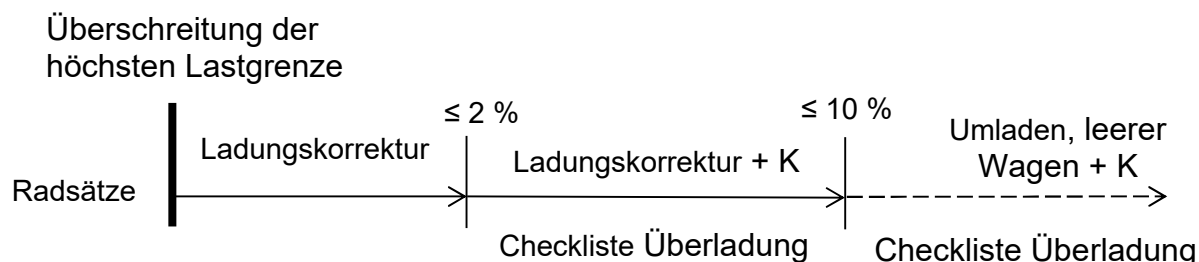 Überschreitung der
höchsten Lastgrenze
≤ 2 %
≤ 10 %
Ladungskorrektur
Ladungskorrektur + K
Umladen, leerer
Wagen + K
Radsätze
Checkliste Überladung
Checkliste Überladung